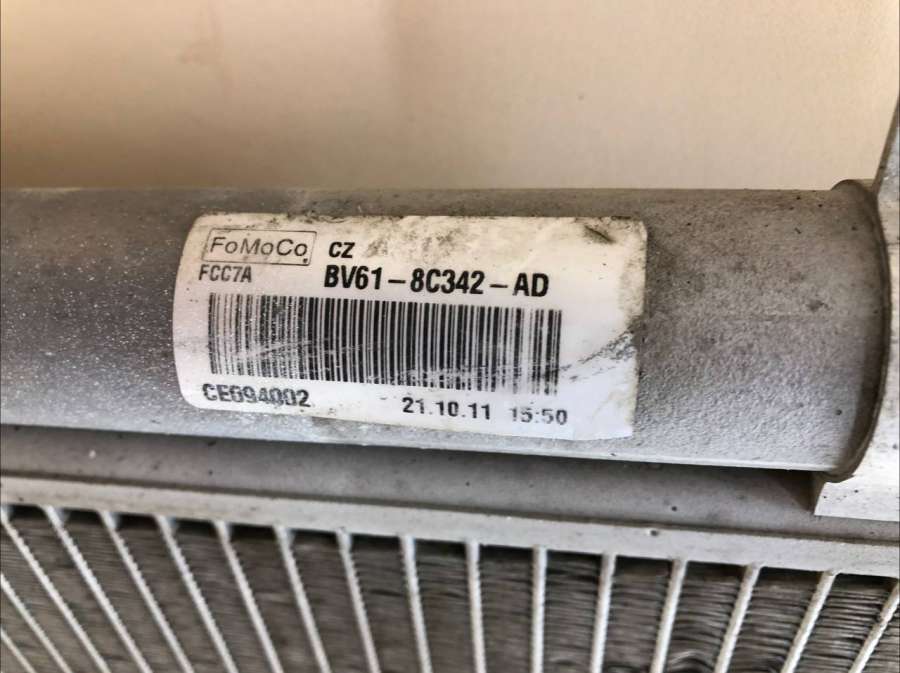 FoMoCo CZ
FCC7A BV61-8C342-AD
CE094002 21.10.11 15:50